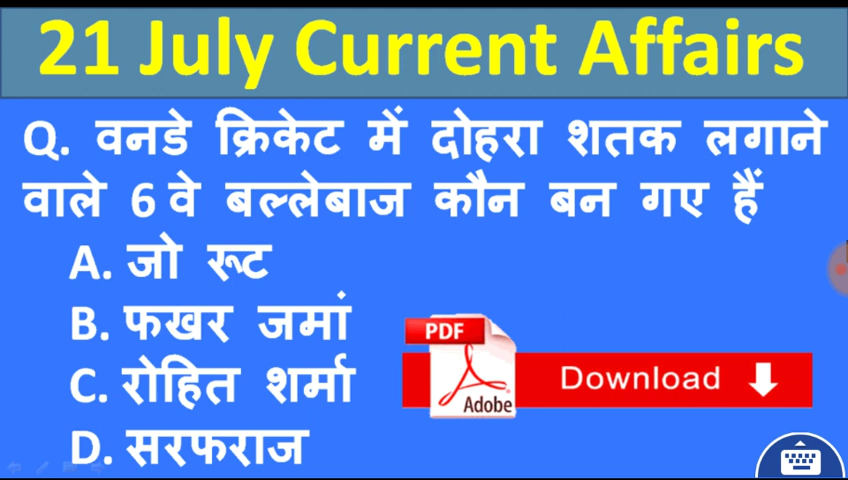 21 July Current Affairs
Q. वनडे क्रिकेट में दोहरा शतक लगाने
वाले 6 वे बल्लेबाज कौन बन गए हैं
A. जो रूट
B. फखर जमां
C. रोहित शर्मा
D. सरफराज
PDF
Adobe
Download